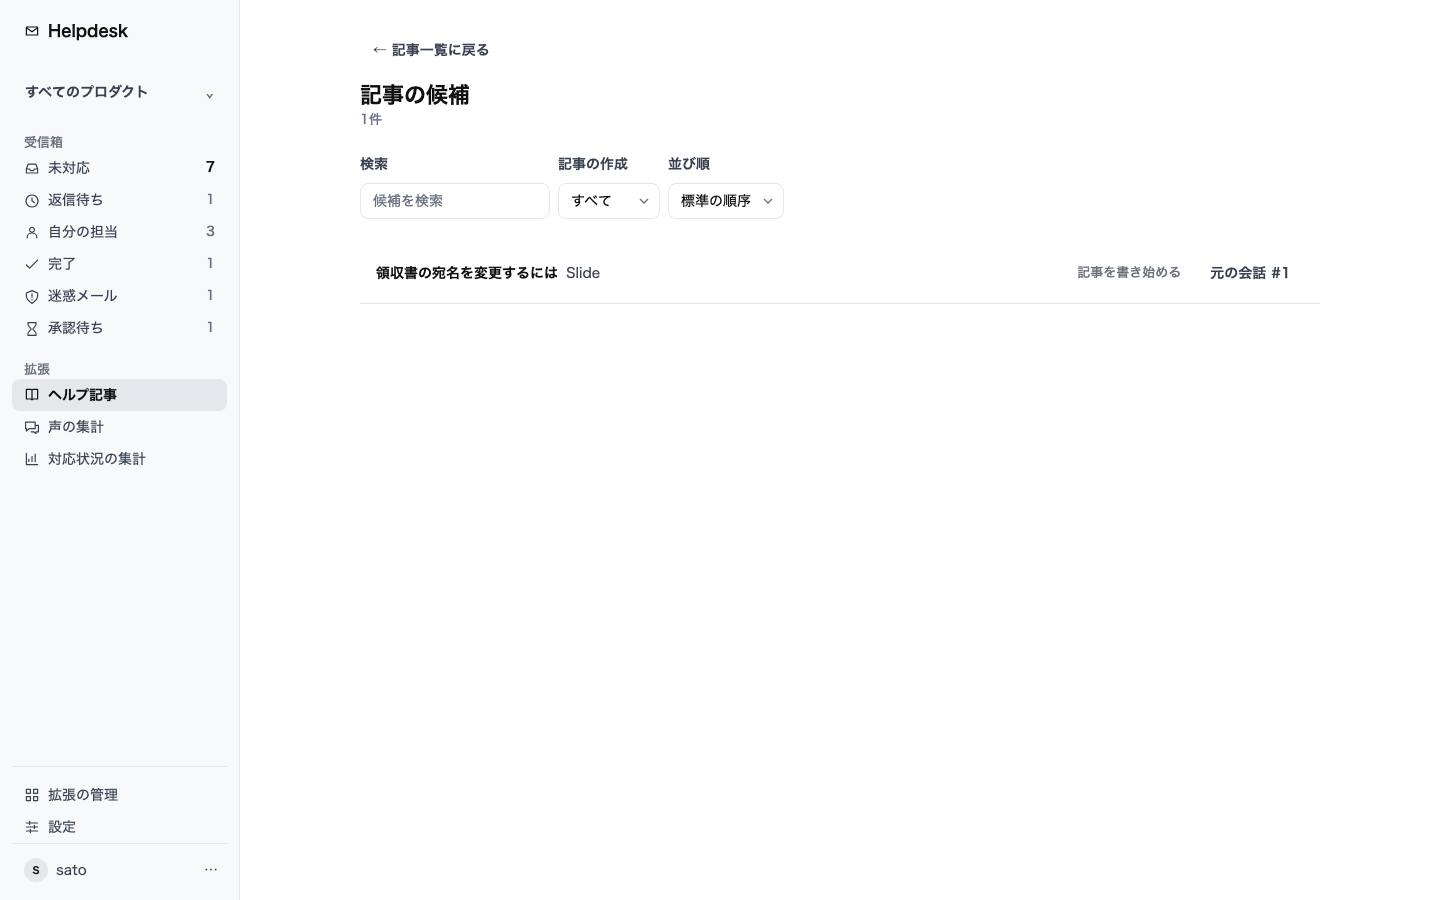 Helpdesk
すべてのプロダクト
受信箱
未対応 7
返信待ち 1
自分の担当 3
完了 1
迷惑メール 1
承認待ち 1
拡張
ヘルプ記事
声の集計
対応状況の集計
拡張の管理
設定
S sato ...
← 記事一覧に戻る
記事の候補
1件
検索 記事の作成 並び順
候補を検索 すべて 標準の順序
領収書の宛名を変更するには Slide 記事を書き始める 元の会話 #1